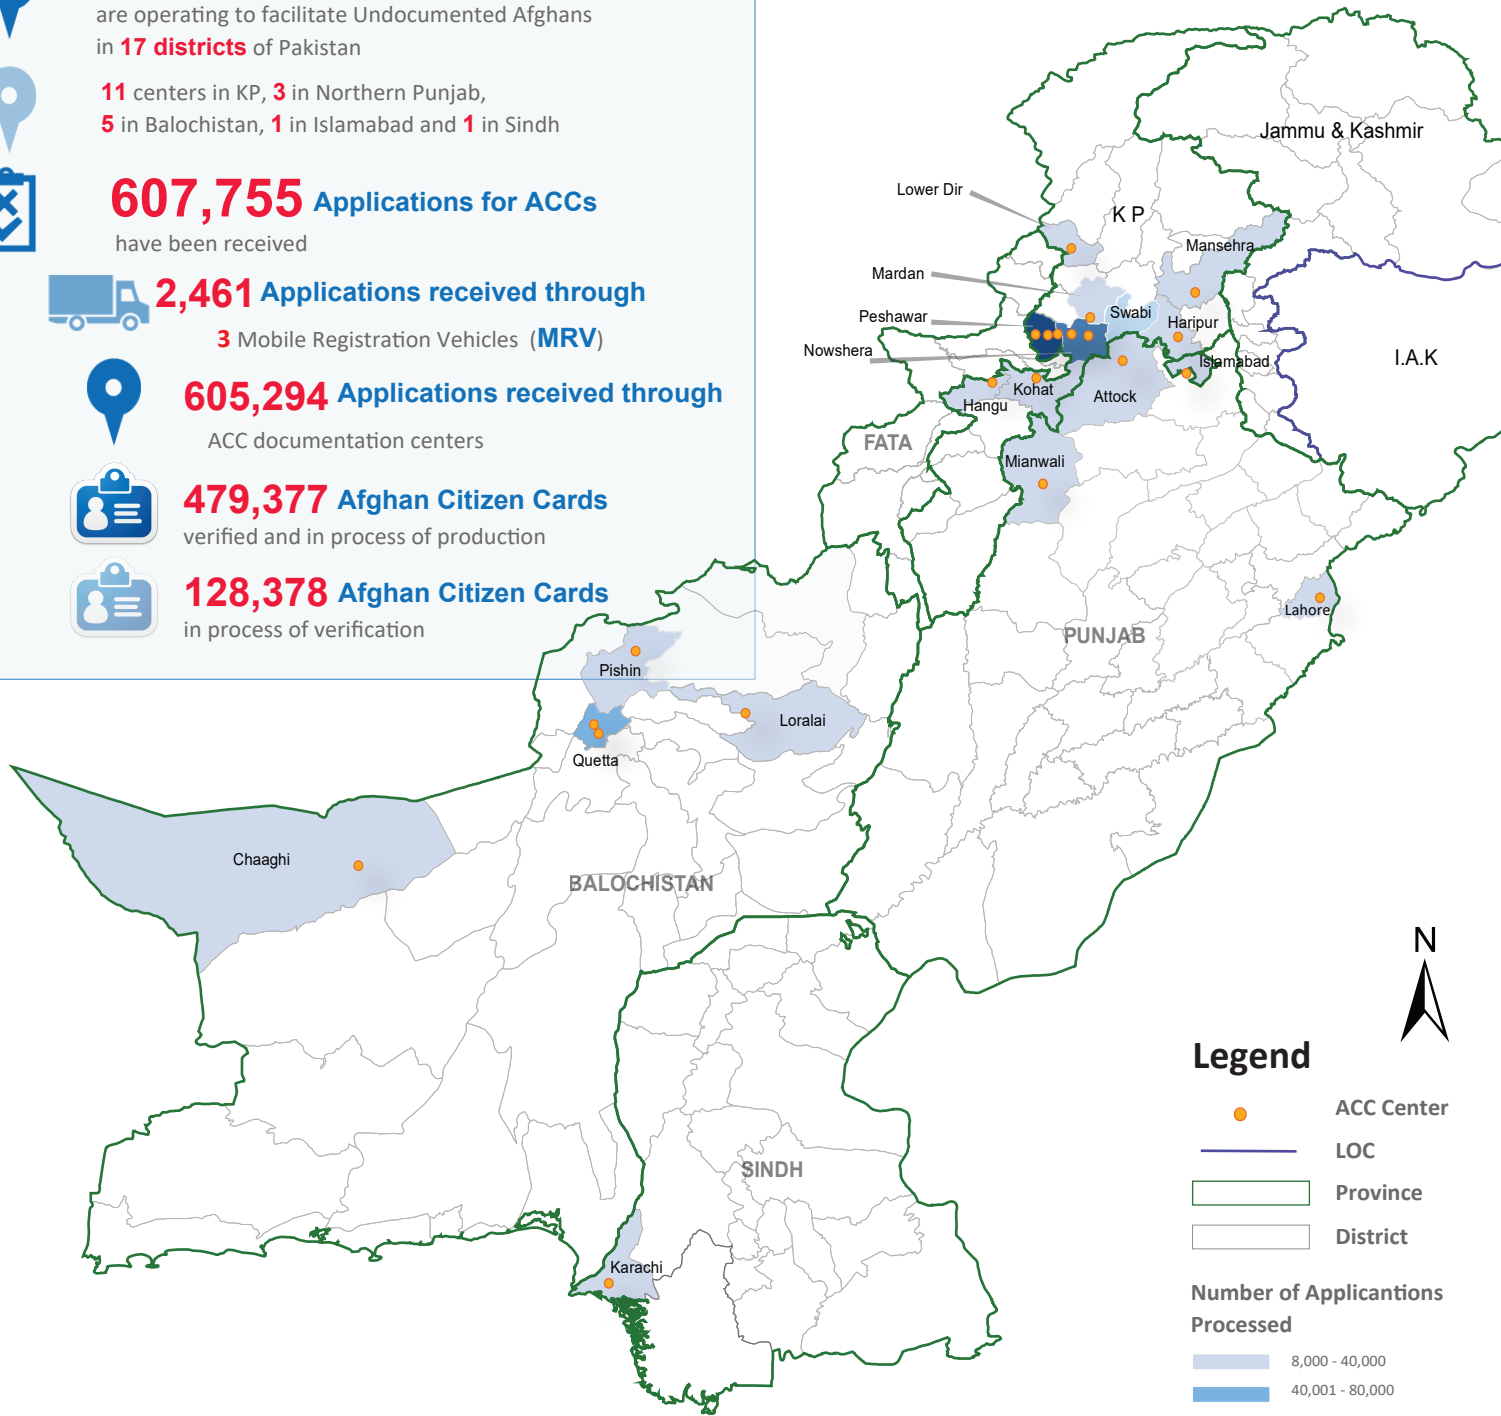 are operating to facilitate Undocumented Afghans
in 17 districts of Pakistan
11 centers in KP, 3 in Northern Punjab,
5 in Balochistan, 1 in Islamabad and 1 in Sindh
607,755 Applications for ACCs
have been received
2,461 Applications received through
3 Mobile Registration Vehicles (MRV)
605,294 Applications received through
ACC documentation centers
479,377 Afghan Citizen Cards
verified and in process of production
128,378 Afghan Citizen Cards
in process of verification
Jammu & Kashmir
Lower Dir
K P
Mansehra
Mardan
Peshawar
Swabi
Haripur
Nowshera
Islamabad
I.A.K
Kohat
Hangu
Attock
FATA
Mianwali
Lahore
PUNJAB
Pishin
Loralai
Quetta
Chaaghi
BALOCHISTAN
SINDH
Karachi
N
Legend
ACC Center
LOC
Province
District
Number of Applicantions
Processed
8,000 - 40,000
40,001 - 80,000